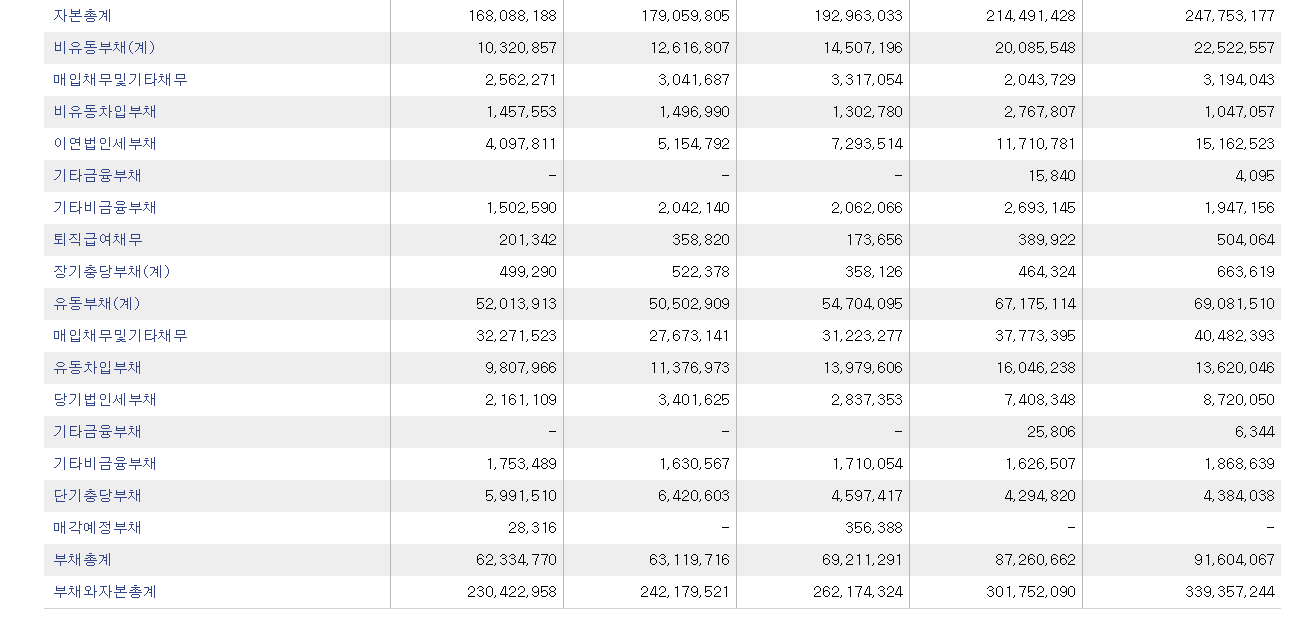 자본총계 168,088,188 179,059,805 192,963,033 214,491,428 247,753,177
비유동부채(계) 10,320,857 12,616,807 14,507,196 20,085,548 22,522,557
매입채무및기타채무 2,562,271 3,041,687 3,317,054 2,043,729 3,194,043
비유동차입부채 1,457,553 1,496,990 1,302,780 2,767,807 1,047,057
이연법인세부채 4,097,811 5,154,792 7,293,514 11,710,781 15,162,523
기타금융부채 - - - 15,840 4,095
기타비금융부채 1,502,590 2,042,140 2,062,066 2,693,145 1,947,156
퇴직급여채무 201,342 358,820 173,656 389,922 504,064
장기충당부채(계) 499,290 522,378 358,126 464,324 663,619
유동부채(계) 52,013,913 50,502,909 54,704,095 67,175,114 69,081,510
매입채무및기타채무 32,271,523 27,673,141 31,223,277 37,773,395 40,482,393
유동차입부채 9,807,966 11,376,973 13,979,606 16,046,238 13,620,046
당기법인세부채 2,161,109 3,401,625 2,837,353 7,408,348 8,720,050
기타금융부채 - - - 25,806 6,344
기타비금융부채 1,753,489 1,630,567 1,710,054 1,626,507 1,868,639
단기충당부채 5,991,510 6,420,603 4,597,417 4,294,820 4,384,038
매각예정부채 28,316 - 356,388 - -
부채총계 62,334,770 63,119,716 69,211,291 87,260,662 91,604,067
부채와자본총계 230,422,958 242,179,521 262,174,324 301,752,090 339,357,244